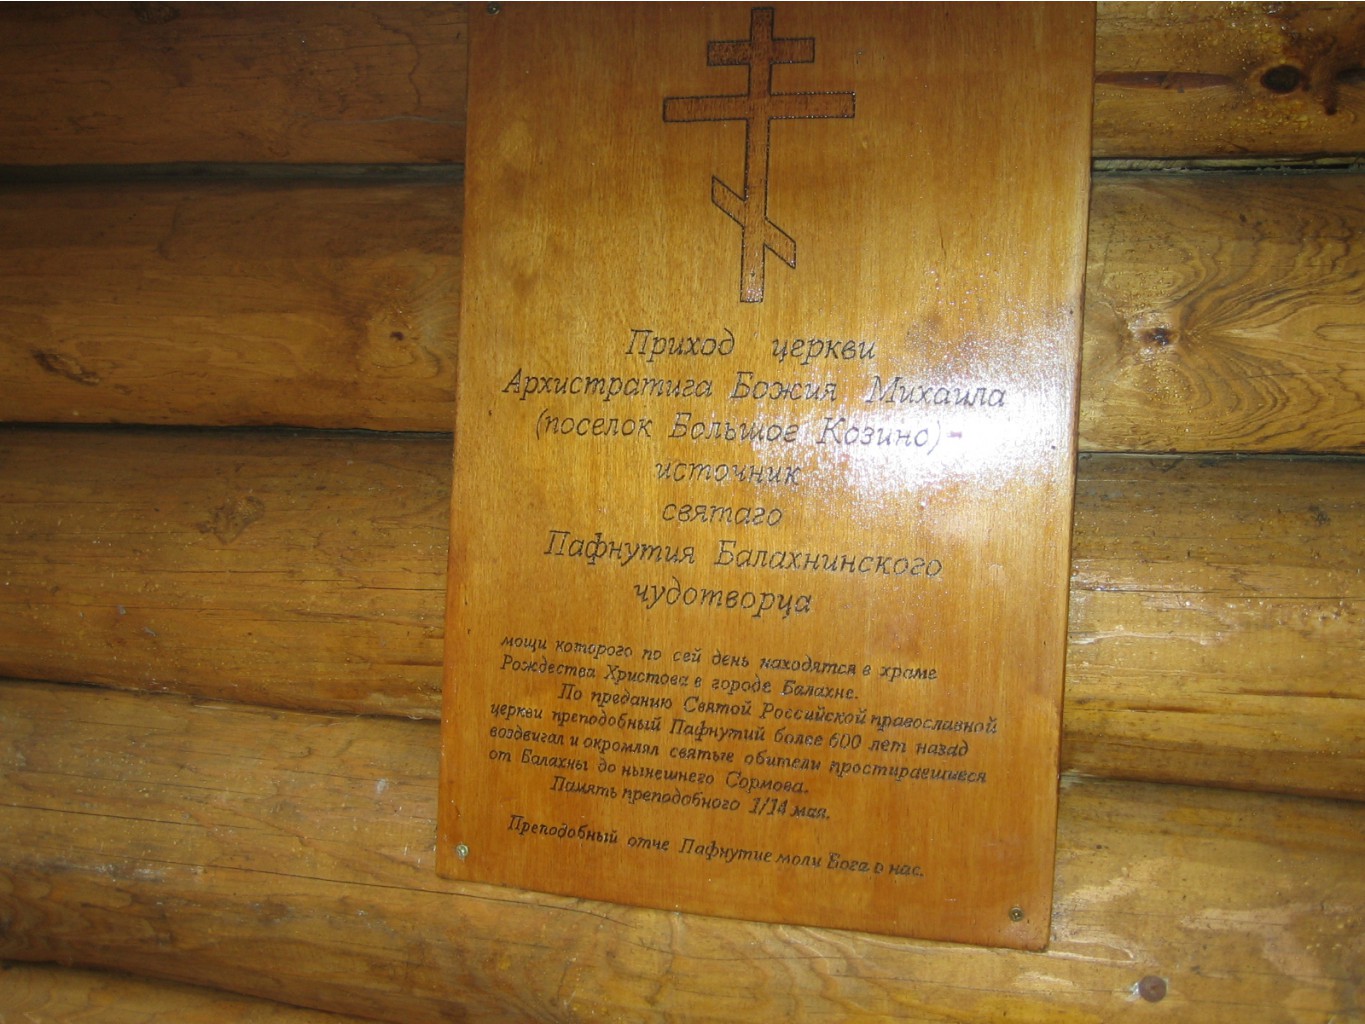 Приход церкви
Архистратига Божия Михаила
(поселок Большое Козино) -
источник
святаго
Пафнутия Балахнинского
чудотворца
мощи которого по сей день находятся в храме
Рождества Христова в городе Балахне.
По преданию Святой Российской православной
церкви преподобный Пафнутий более 600 лет назад
воздвигал и окромлял святые обители простираешиеся
от Балахны до нынешнего Сормова.
Память преподобного 1/14 мая.
Преподобный отче Пафнутие моли Бога о нас.